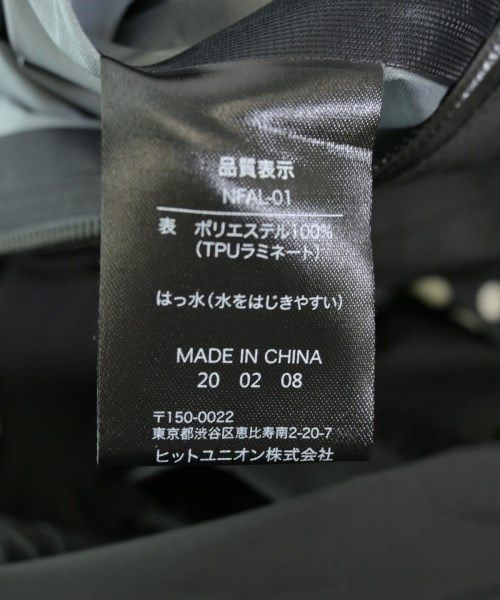 品質表示
NFAL-01
表 ポリエステル100%
(TPUラミネート)
はっ水(水をはじきやすい)
MADE IN CHINA
20 02 08
〒150-0022
東京都渋谷区恵比寿南2-20-7
ヒットユニオン株式会社